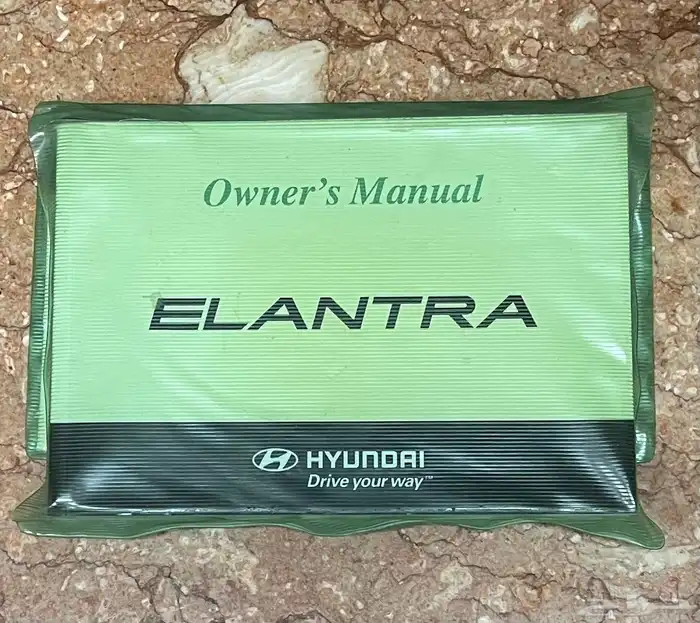 Owner's Manual
ELANTRA
HYUNDAI
Drive your way™